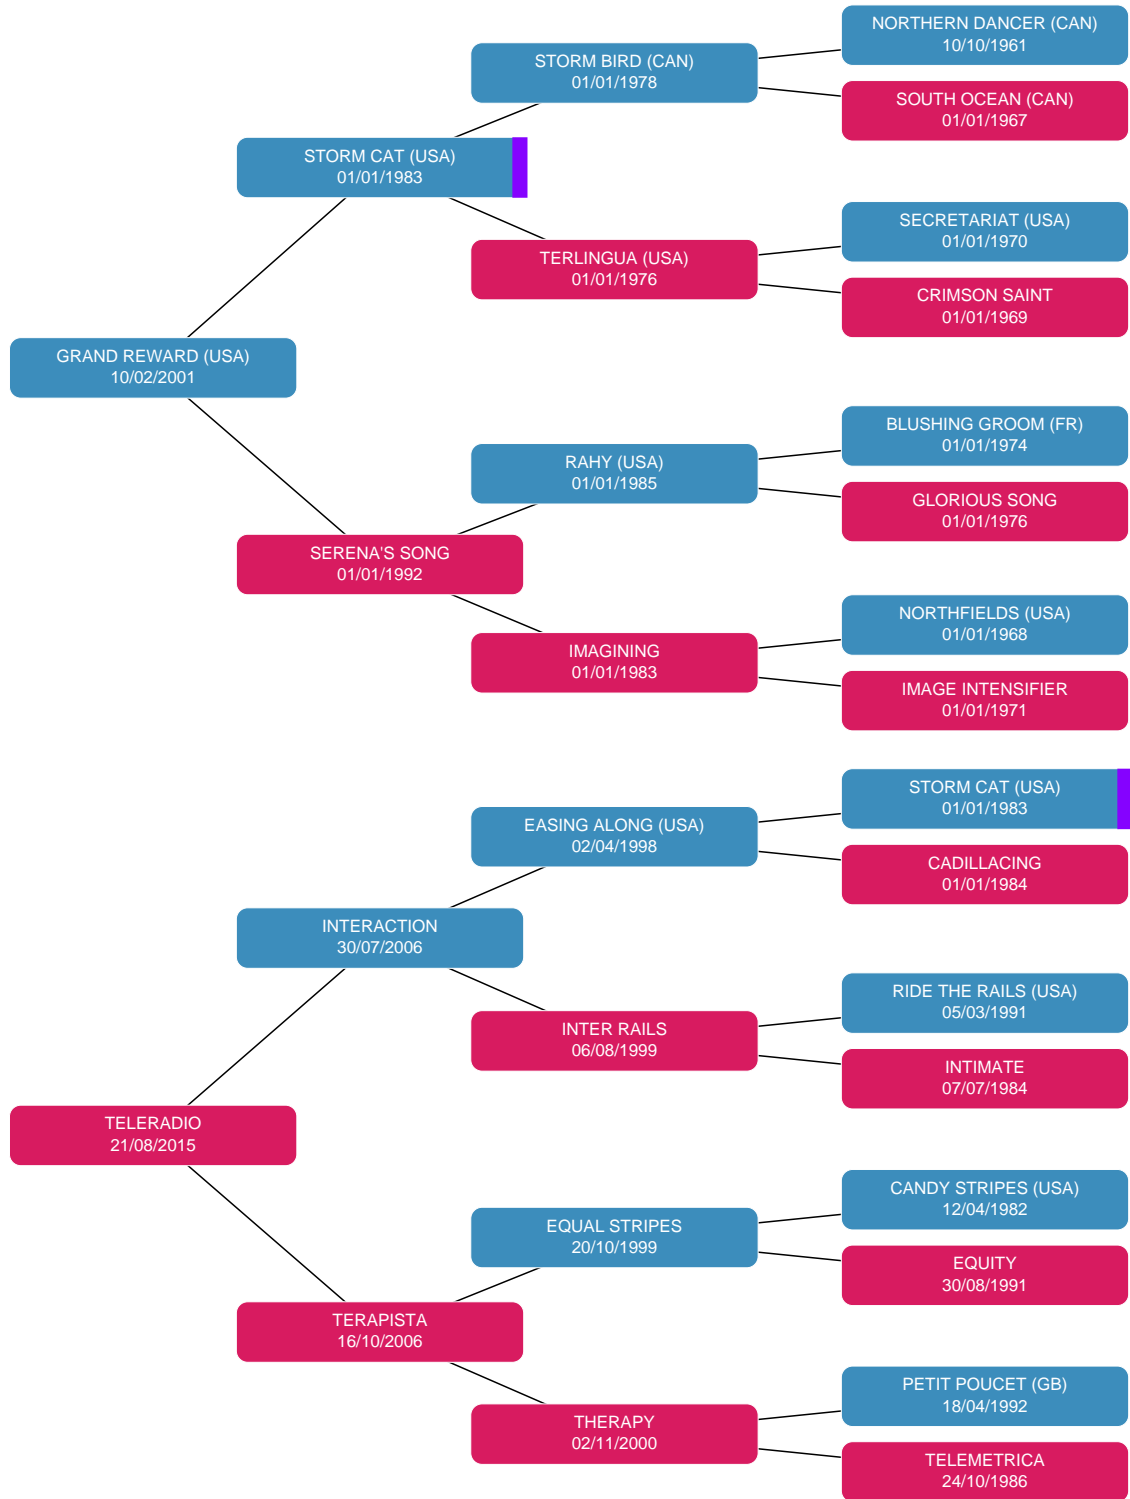 NORTHERN DANCER (CAN)
10/10/1961
STORM BIRD (CAN)
01/01/1978
SOUTH OCEAN (CAN)
01/01/1967
STORM CAT (USA)
01/01/1983
SECRETARIAT (USA)
01/01/1970
TERLINGUA (USA)
01/01/1976
CRIMSON SAINT
01/01/1969
GRAND REWARD (USA)
10/02/2001
BLUSHING GROOM (FR)
01/01/1974
RAHY (USA)
01/01/1985
GLORIOUS SONG
01/01/1976
SERENA'S SONG
01/01/1992
NORTHFIELDS (USA)
01/01/1968
IMAGINING
01/01/1983
IMAGE INTENSIFIER
01/01/1971
STORM CAT (USA)
01/01/1983
EASING ALONG (USA)
02/04/1998
CADILLACING
01/01/1984
INTERACTION
30/07/2006
RIDE THE RAILS (USA)
05/03/1991
INTER RAILS
06/08/1999
INTIMATE
07/07/1984
TELERADIO
21/08/2015
CANDY STRIPES (USA)
12/04/1982
EQUAL STRIPES
20/10/1999
EQUITY
30/08/1991
TERAPISTA
16/10/2006
PETIT POUCET (GB)
18/04/1992
THERAPY
02/11/2000
TELEMETRICA
24/10/1986